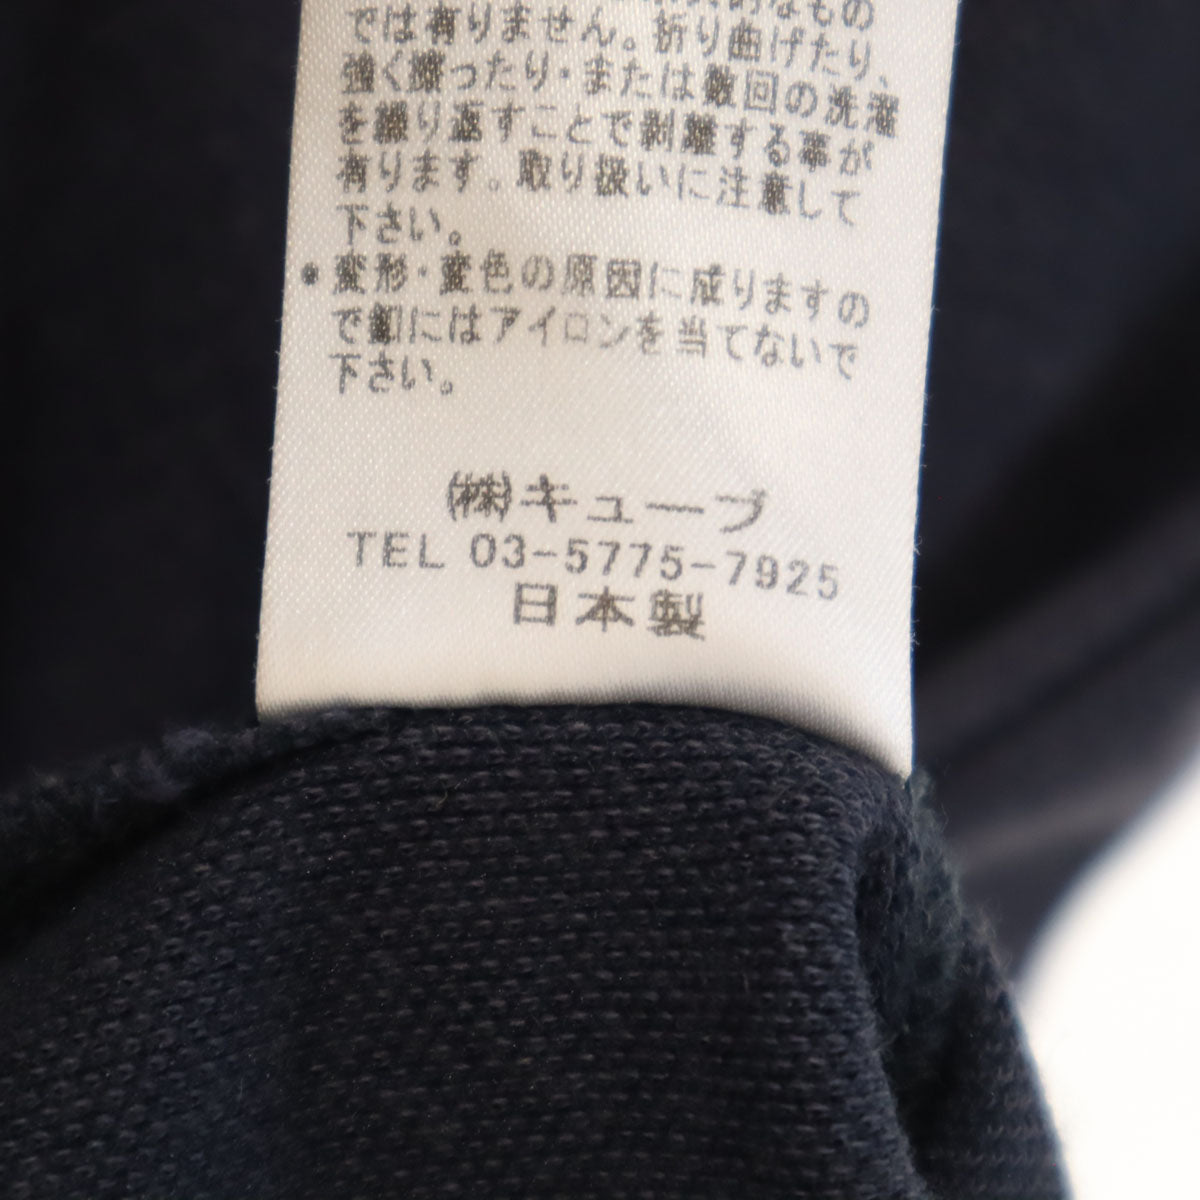 なもの
では有りません。折り曲げたり、
強く擦ったり・または数回の洗濯
を繰り返すことで剥離する事が
有ります。取り扱いに注意して
下さい。
●変形・変色の原因に成りますの
で釦にはアイロンを当てないで
下さい。
㈱キューブ
TEL 03-5775-7925
日本製